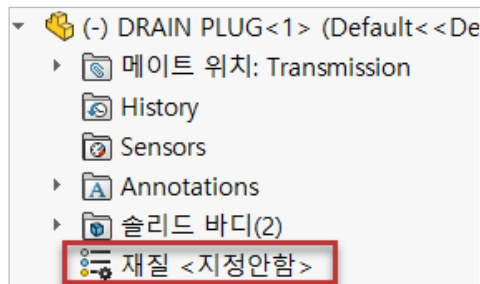 (-) DRAIN PLUG<1> (Default<<De
메이트 위치: Transmission
History
Sensors
Annotations
솔리드 바디(2)
재질 <지정안함>